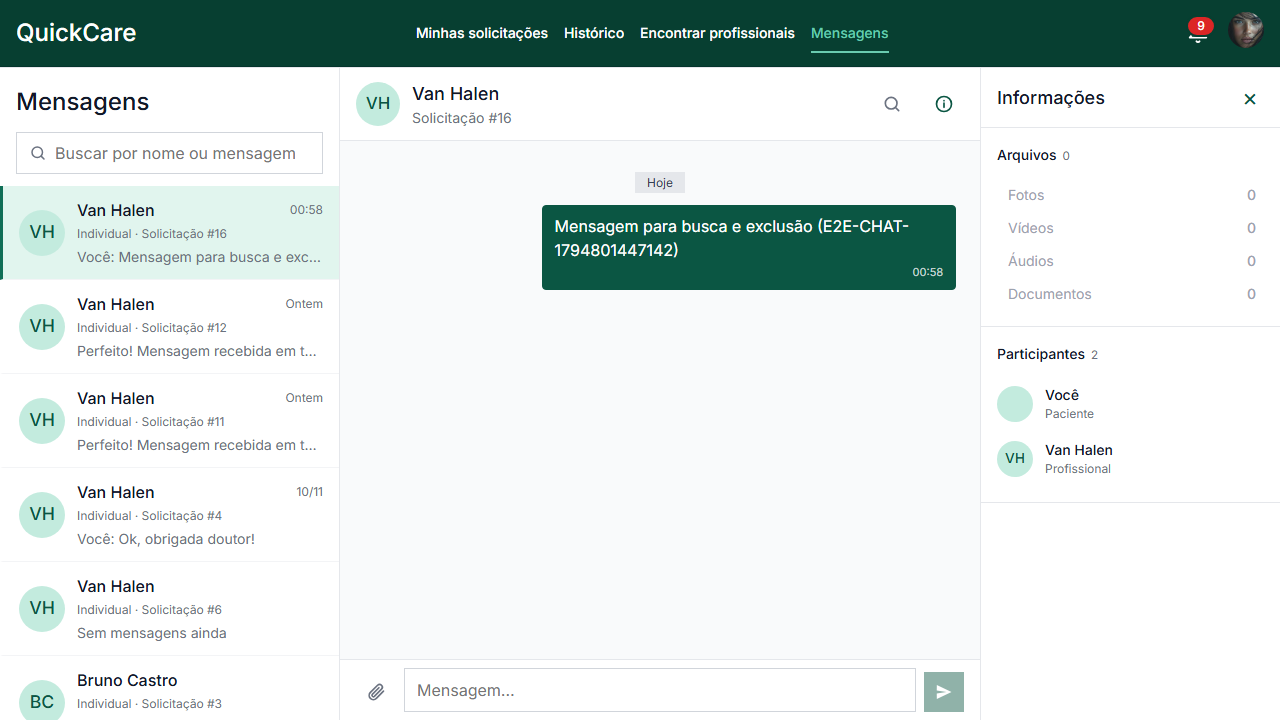 QuickCare
Minhas solicitações Histórico Encontrar profissionais Mensagens
9
Mensagens
Buscar por nome ou mensagem
VH
Van Halen 00:58
Individual · Solicitação #16
Você: Mensagem para busca e exc...
VH
Van Halen Ontem
Individual · Solicitação #12
Perfeito! Mensagem recebida em t...
VH
Van Halen Ontem
Individual · Solicitação #11
Perfeito! Mensagem recebida em t...
VH
Van Halen 10/11
Individual · Solicitação #4
Você: Ok, obrigada doutor!
VH
Van Halen
Individual · Solicitação #6
Sem mensagens ainda
BC
Bruno Castro
Individual · Solicitação #3
VH
Van Halen
Solicitação #16
Hoje
Mensagem para busca e exclusão (E2E-CHAT-
1794801447142)
00:58
Mensagem...
Informações
Arquivos 0
Fotos 0
Vídeos 0
Áudios 0
Documentos 0
Participantes 2
Você
Paciente
VH
Van Halen
Profissional